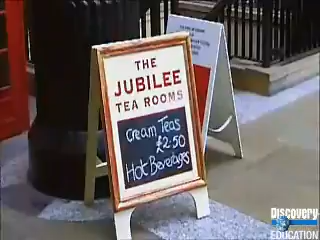 THE
JUBILEE
TEA ROOMS
Cream Teas
£2.50
Hot Beverages
Discovery
EDUCATION